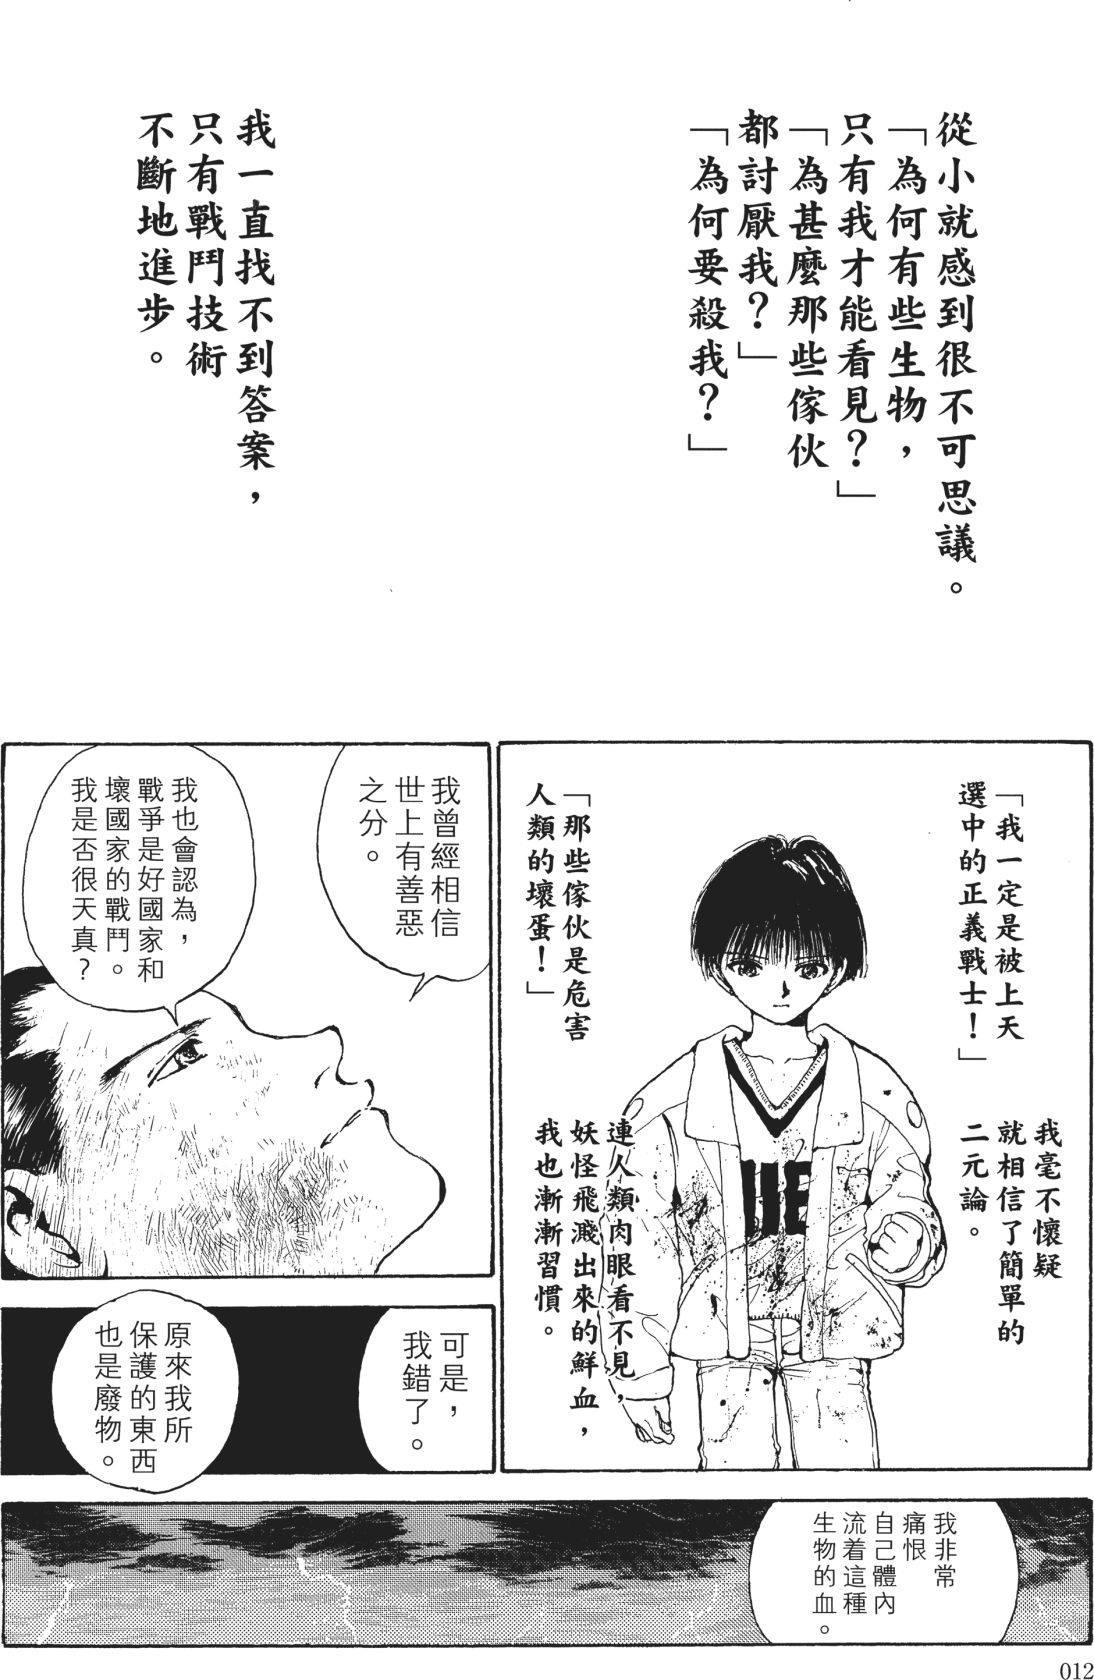 從小就感到很不可思議。
「為何有些生物，
只有我才能看見？」
「為甚麼那些傢伙
都討厭我？」
「為何要殺我？」
我一直找不到答案，
只有戰鬥技術
不斷地進步。
「我一定是被上天
選中的正義戰士！」
我毫不懷疑
就相信了簡單的
二元論。
「那些傢伙是危害
人類的壞蛋！」
連人類肉眼看不見，
妖怪飛濺出來的鮮血，
我也漸漸習慣。
我曾經相信
世上有善惡
之分。
我也會認為，
戰爭是好國家和
壞國家的戰鬥。
我是否很天真？
可是，
我錯了。
原來我所
保護的東西
也是廢物。
我非常
痛恨
自己體內
流着這種
生物的血。
012